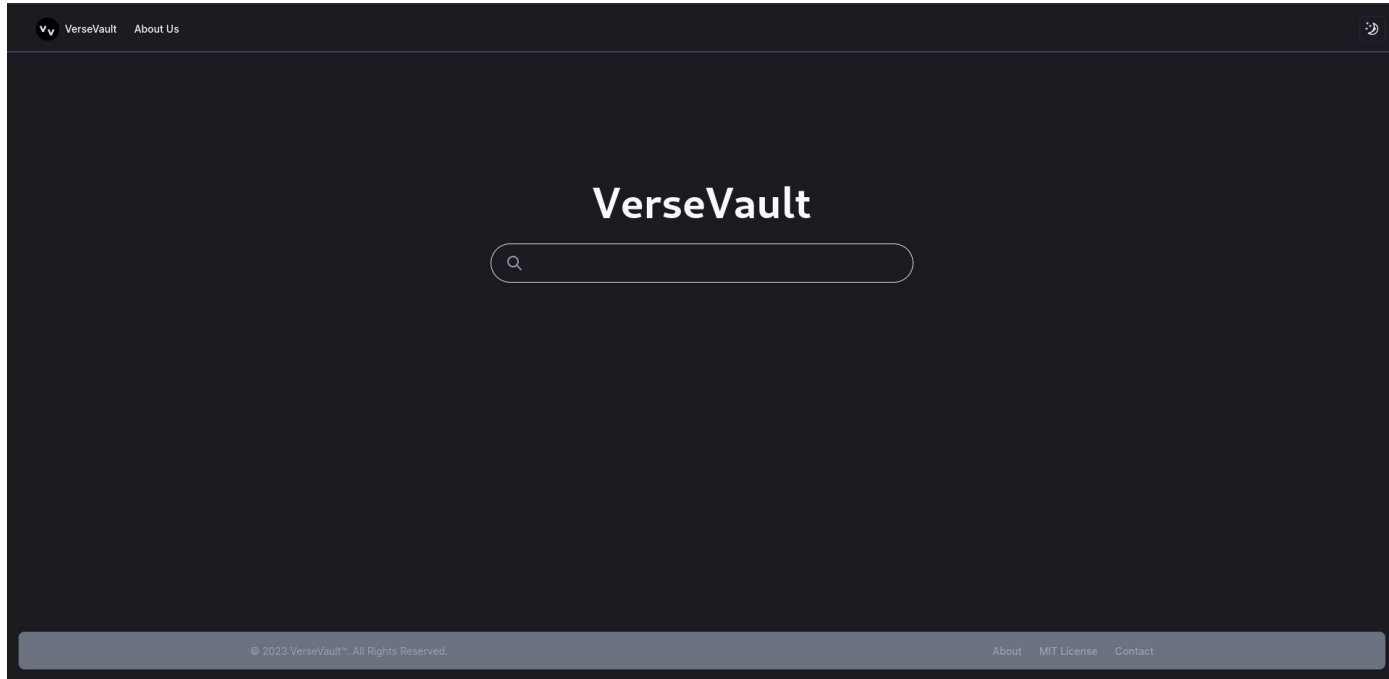 VV VerseVault About Us
VerseVault
© 2023 VerseVault™. All Rights Reserved. About MIT License Contact